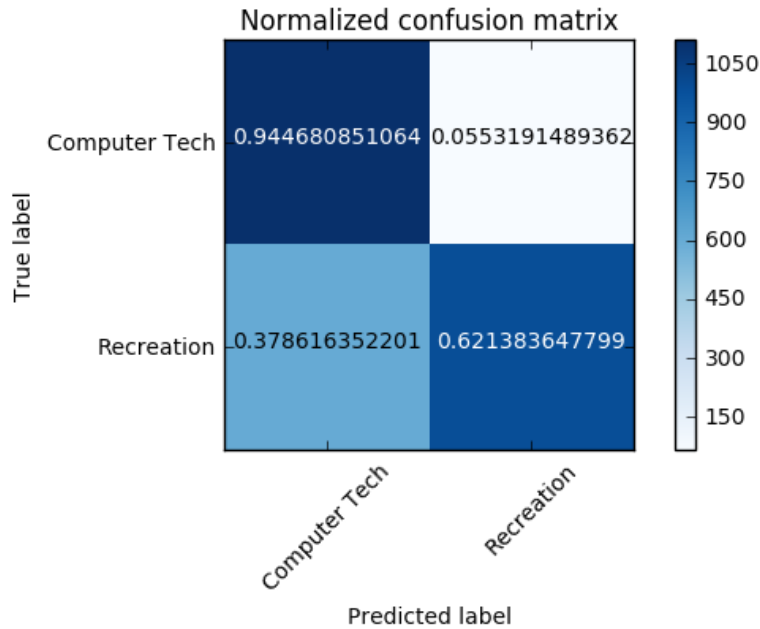 Normalized confusion matrix
1050
Computer Tech
0.944680851064
0.0553191489362
900
750
True label
600
450
Recreation
0.378616352201
0.621383647799
300
150
Computer Tech
Recreation
Predicted label